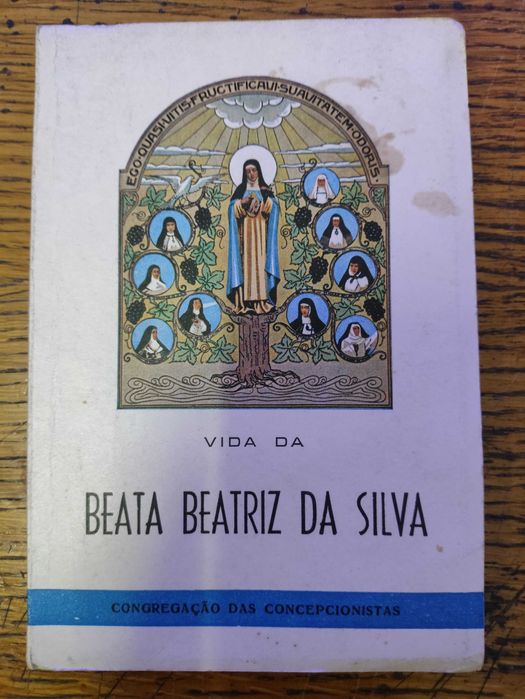 EGO·QUASI·VITIS·FRUCTIFICAVI·SUAVITATEM·ODORIS
VIDA DA
BEATA BEATRIZ DA SILVA
CONGREGAÇÃO DAS CONCEPCIONISTAS